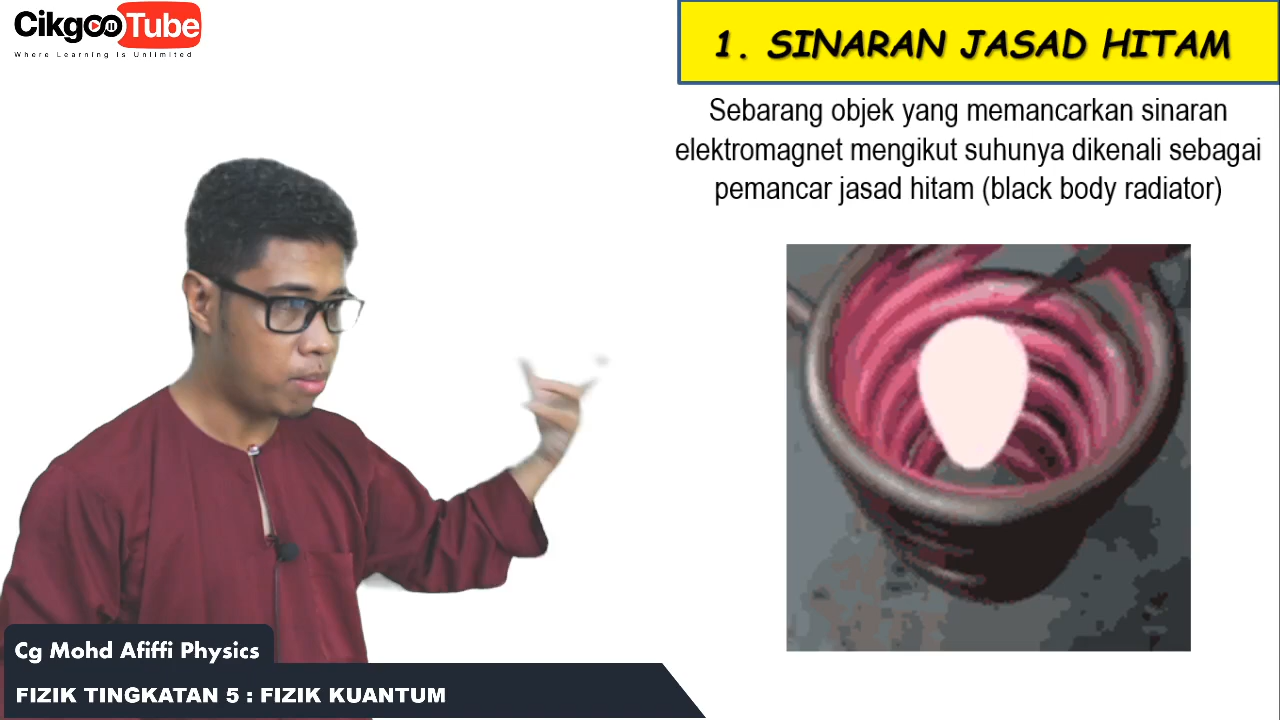 CikgooTube
Where Learning Is Unlimited
1. SINARAN JASAD HITAM
Sebarang objek yang memancarkan sinaran
elektromagnet mengikut suhunya dikenali sebagai
pemancar jasad hitam (black body radiator)
Cg Mohd Afiffi Physics
FIZIK TINGKATAN 5 : FIZIK KUANTUM